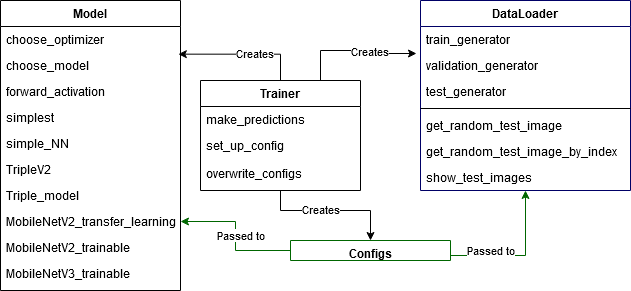 Model
choose_optimizer
choose_model
forward_activation
simplest
simple_NN
TripleV2
Triple_model
MobileNetV2_transfer_learning
MobileNetV2_trainable
MobileNetV3_trainable
Creates
Creates
Trainer
make_predictions
set_up_config
overwrite_configs
Creates
Passed to
Configs
Passed to
DataLoader
train_generator
validation_generator
test_generator
get_random_test_image
get_random_test_image_by_index
show_test_images